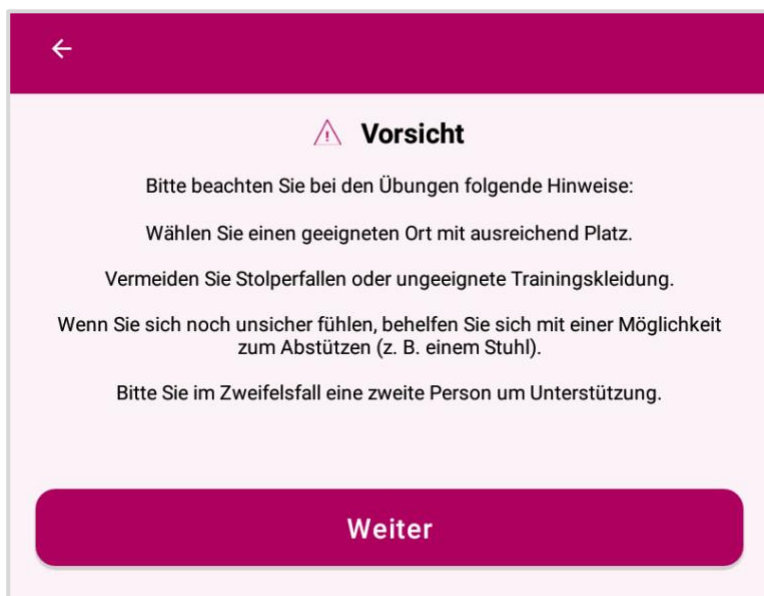 Vorsicht
Bitte beachten Sie bei den Übungen folgende Hinweise:
Wählen Sie einen geeigneten Ort mit ausreichend Platz.
Vermeiden Sie Stolperfallen oder ungeeignete Trainingskleidung.
Wenn Sie sich noch unsicher fühlen, behelfen Sie sich mit einer Möglichkeit
zum Abstützen (z. B. einem Stuhl).
Bitte Sie im Zweifelsfall eine zweite Person um Unterstützung.
Weiter